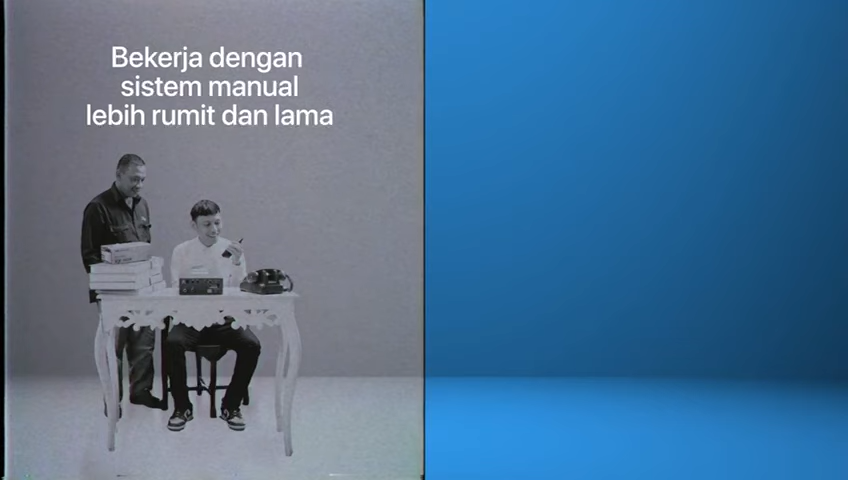 Bekerja dengan
sistem manual
lebih rumit dan lama